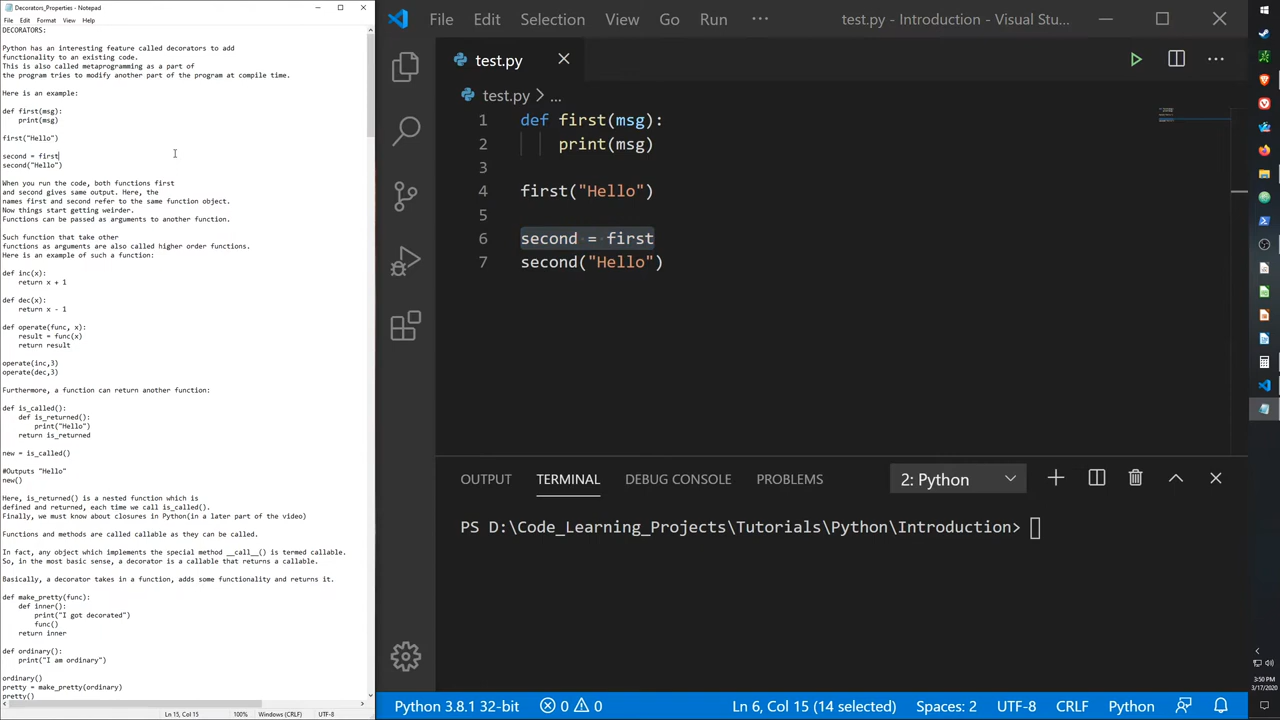 Decorators_Properties - Notepad
File Edit Format View Help
DECORATORS:
Python has an interesting feature called decorators to add
functionality to an existing code.
This is also called metaprogramming as a part of
the program tries to modify another part of the program at compile time.
Here is an example:
def first(msg):
print(msg)
first("Hello")
second = first
second("Hello")
When you run the code, both functions first
and second gives same output. Here, the
names first and second refer to the same function object.
Now things start getting weirder.
Functions can be passed as arguments to another function.
Such function that take other
functions as arguments are also called higher order functions.
Here is an example of such a function:
def inc(x):
return x + 1
def dec(x):
return x - 1
def operate(func, x):
result = func(x)
return result
operate(inc,3)
operate(dec,3)
Furthermore, a function can return another function:
def is_called():
def is_returned():
print("Hello")
return is_returned
new = is_called()
#Outputs "Hello"
new()
Here, is_returned() is a nested function which is
defined and returned, each time we call is_called().
Finally, we must know about closures in Python(in a later part of the video)
Functions and methods are called callable as they can be called.
In fact, any object which implements the special method __call__() is termed callable.
So, in the most basic sense, a decorator is a callable that returns a callable.
Basically, a decorator takes in a function, adds some functionality and returns it.
def make_pretty(func):
def inner():
print("I got decorated")
func()
return inner
def ordinary():
print("I am ordinary")
ordinary()
pretty = make_pretty(ordinary)
pretty()
Ln 15, Col 15 100% Windows (CRLF) UTF-8
File Edit Selection View Go Run ··· test.py - Introduction - Visual Stu...
test.py
test.py > ...
1 def first(msg):
2 print(msg)
3
4 first("Hello")
5
6 second = first
7 second("Hello")
OUTPUT TERMINAL DEBUG CONSOLE PROBLEMS 2: Python
PS D:\Code_Learning_Projects\Tutorials\Python\Introduction>
Python 3.8.1 32-bit 0 0 Ln 6, Col 15 (14 selected) Spaces: 2 UTF-8 CRLF Python
3:50 PM
3/17/2020